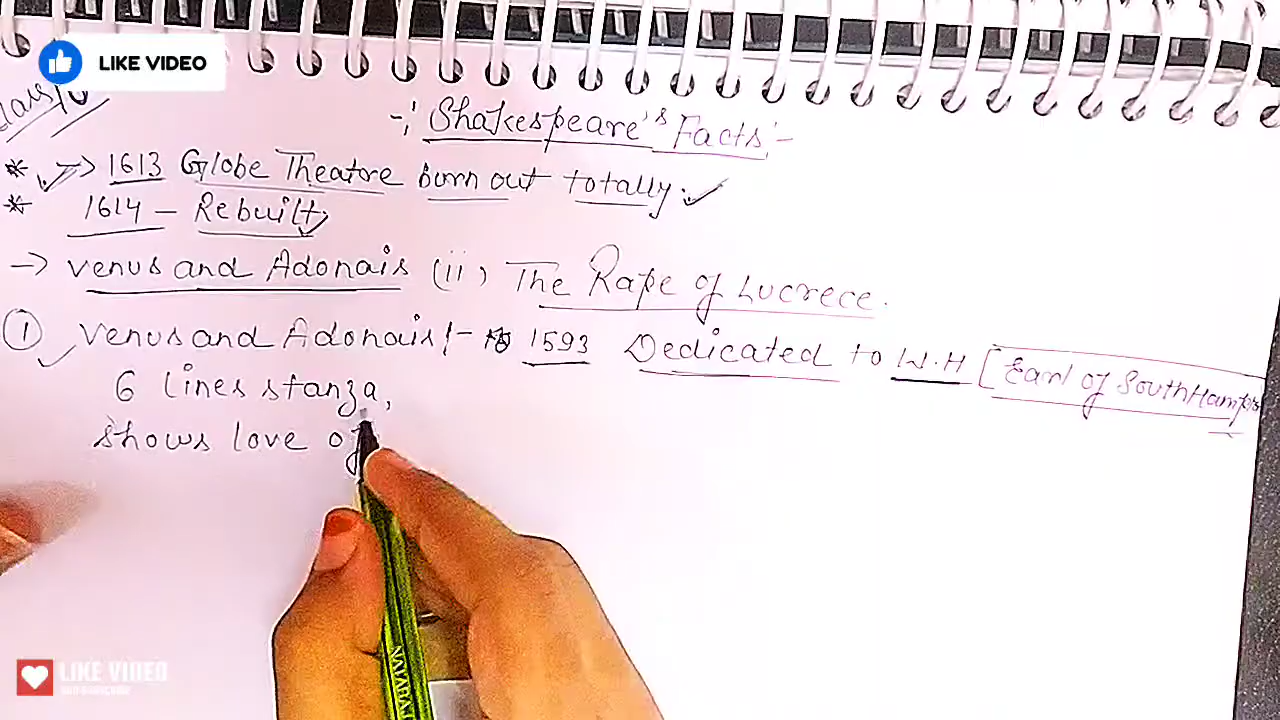 LIKE VIDEO
-: Shakespeare's Facts:-
* -> 1613 Globe Theatre burn out totally.
* 1614 - Rebuilt
-> Venus and Adonais (ii) The Rape of Lucrece.
① Venus and Adonais:- 1593 Dedicated to W.H [Earl of SouthHampton
6 lines stanza,
shows love of
NATARAJ
LIKE VIDEO